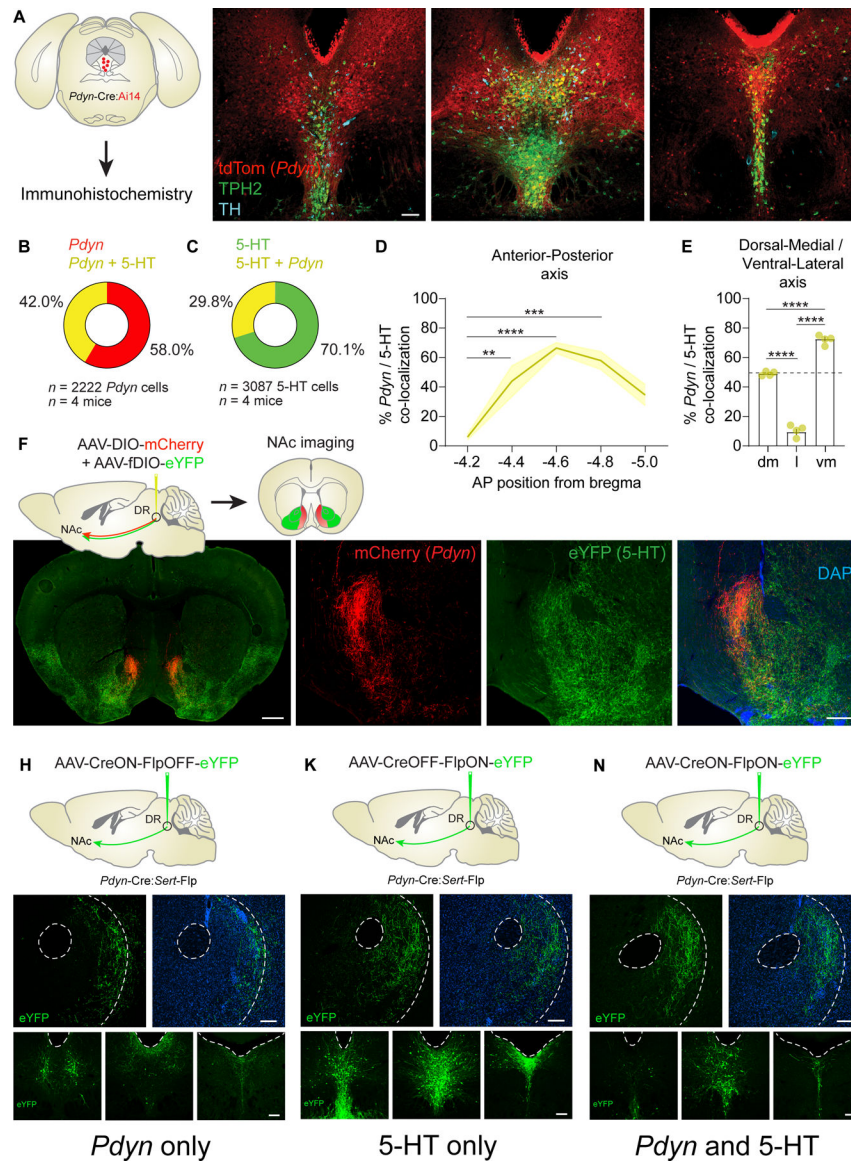 A
Pdyn-Cre:Ai14
Immunohistochemistry
tdTom (Pdyn)
TPH2
TH
B
Pdyn
Pdyn + 5-HT
42.0%
58.0%
n = 2222 Pdyn cells
n = 4 mice
C
5-HT
5-HT + Pdyn
29.8%
70.1%
n = 3087 5-HT cells
n = 4 mice
D
Anterior-Posterior
axis
% Pdyn / 5-HT
co-localization
100
80
60
40
20
0
***
****
**
-4.2
-4.4
-4.6
-4.8
-5.0
AP position from bregma
E
Dorsal-Medial /
Ventral-Lateral
axis
% Pdyn / 5-HT
co-localization
100
80
60
40
20
0
****
****
****
dm
l
vm
F
AAV-DIO-mCherry
+ AAV-fDIO-eYFP
DR
NAc
NAc imaging
mCherry (Pdyn)
eYFP (5-HT)
DAPI
H
AAV-CreON-FlpOFF-eYFP
DR
NAc
Pdyn-Cre:Sert-Flp
eYFP
eYFP
Pdyn only
K
AAV-CreOFF-FlpON-eYFP
DR
NAc
Pdyn-Cre:Sert-Flp
eYFP
eYFP
5-HT only
N
AAV-CreON-FlpON-eYFP
DR
NAc
Pdyn-Cre:Sert-Flp
eYFP
eYFP
Pdyn and 5-HT